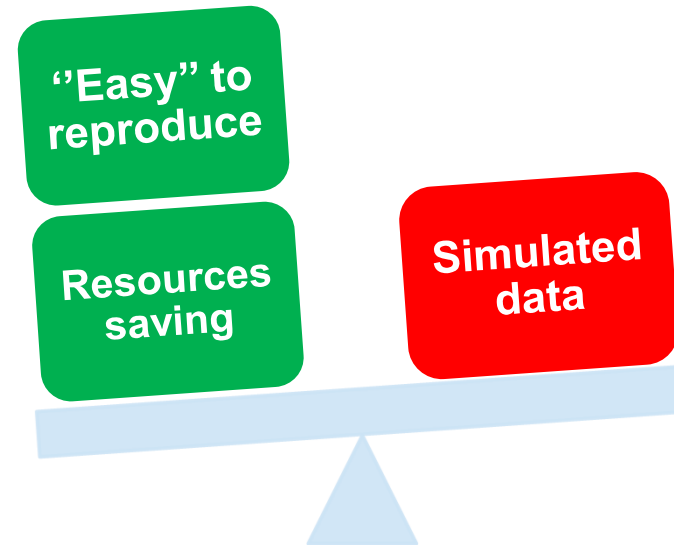 ‘’Easy’’ to
reproduce
Resources
saving
Simulated
data